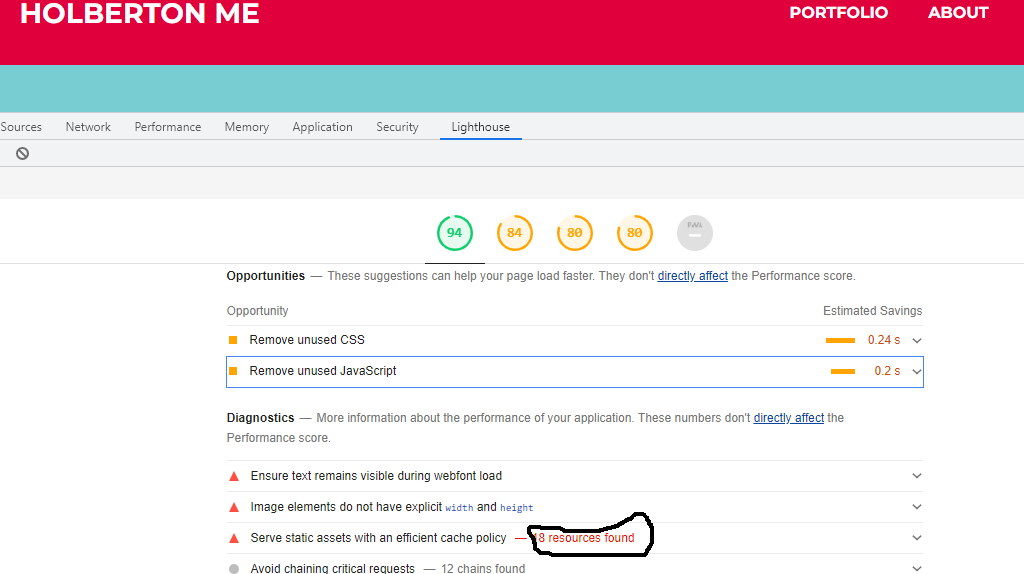 HOLBERTON ME PORTFOLIO ABOUT
Sources Network Performance Memory Application Security Lighthouse
94 84 80 80 PWA
Opportunities — These suggestions can help your page load faster. They don't directly affect the Performance score.
Opportunity Estimated Savings
Remove unused CSS 0.24 s
Remove unused JavaScript 0.2 s
Diagnostics — More information about the performance of your application. These numbers don't directly affect the
Performance score.
Ensure text remains visible during webfont load
Image elements do not have explicit width and height
Serve static assets with an efficient cache policy — 18 resources found
Avoid chaining critical requests — 12 chains found